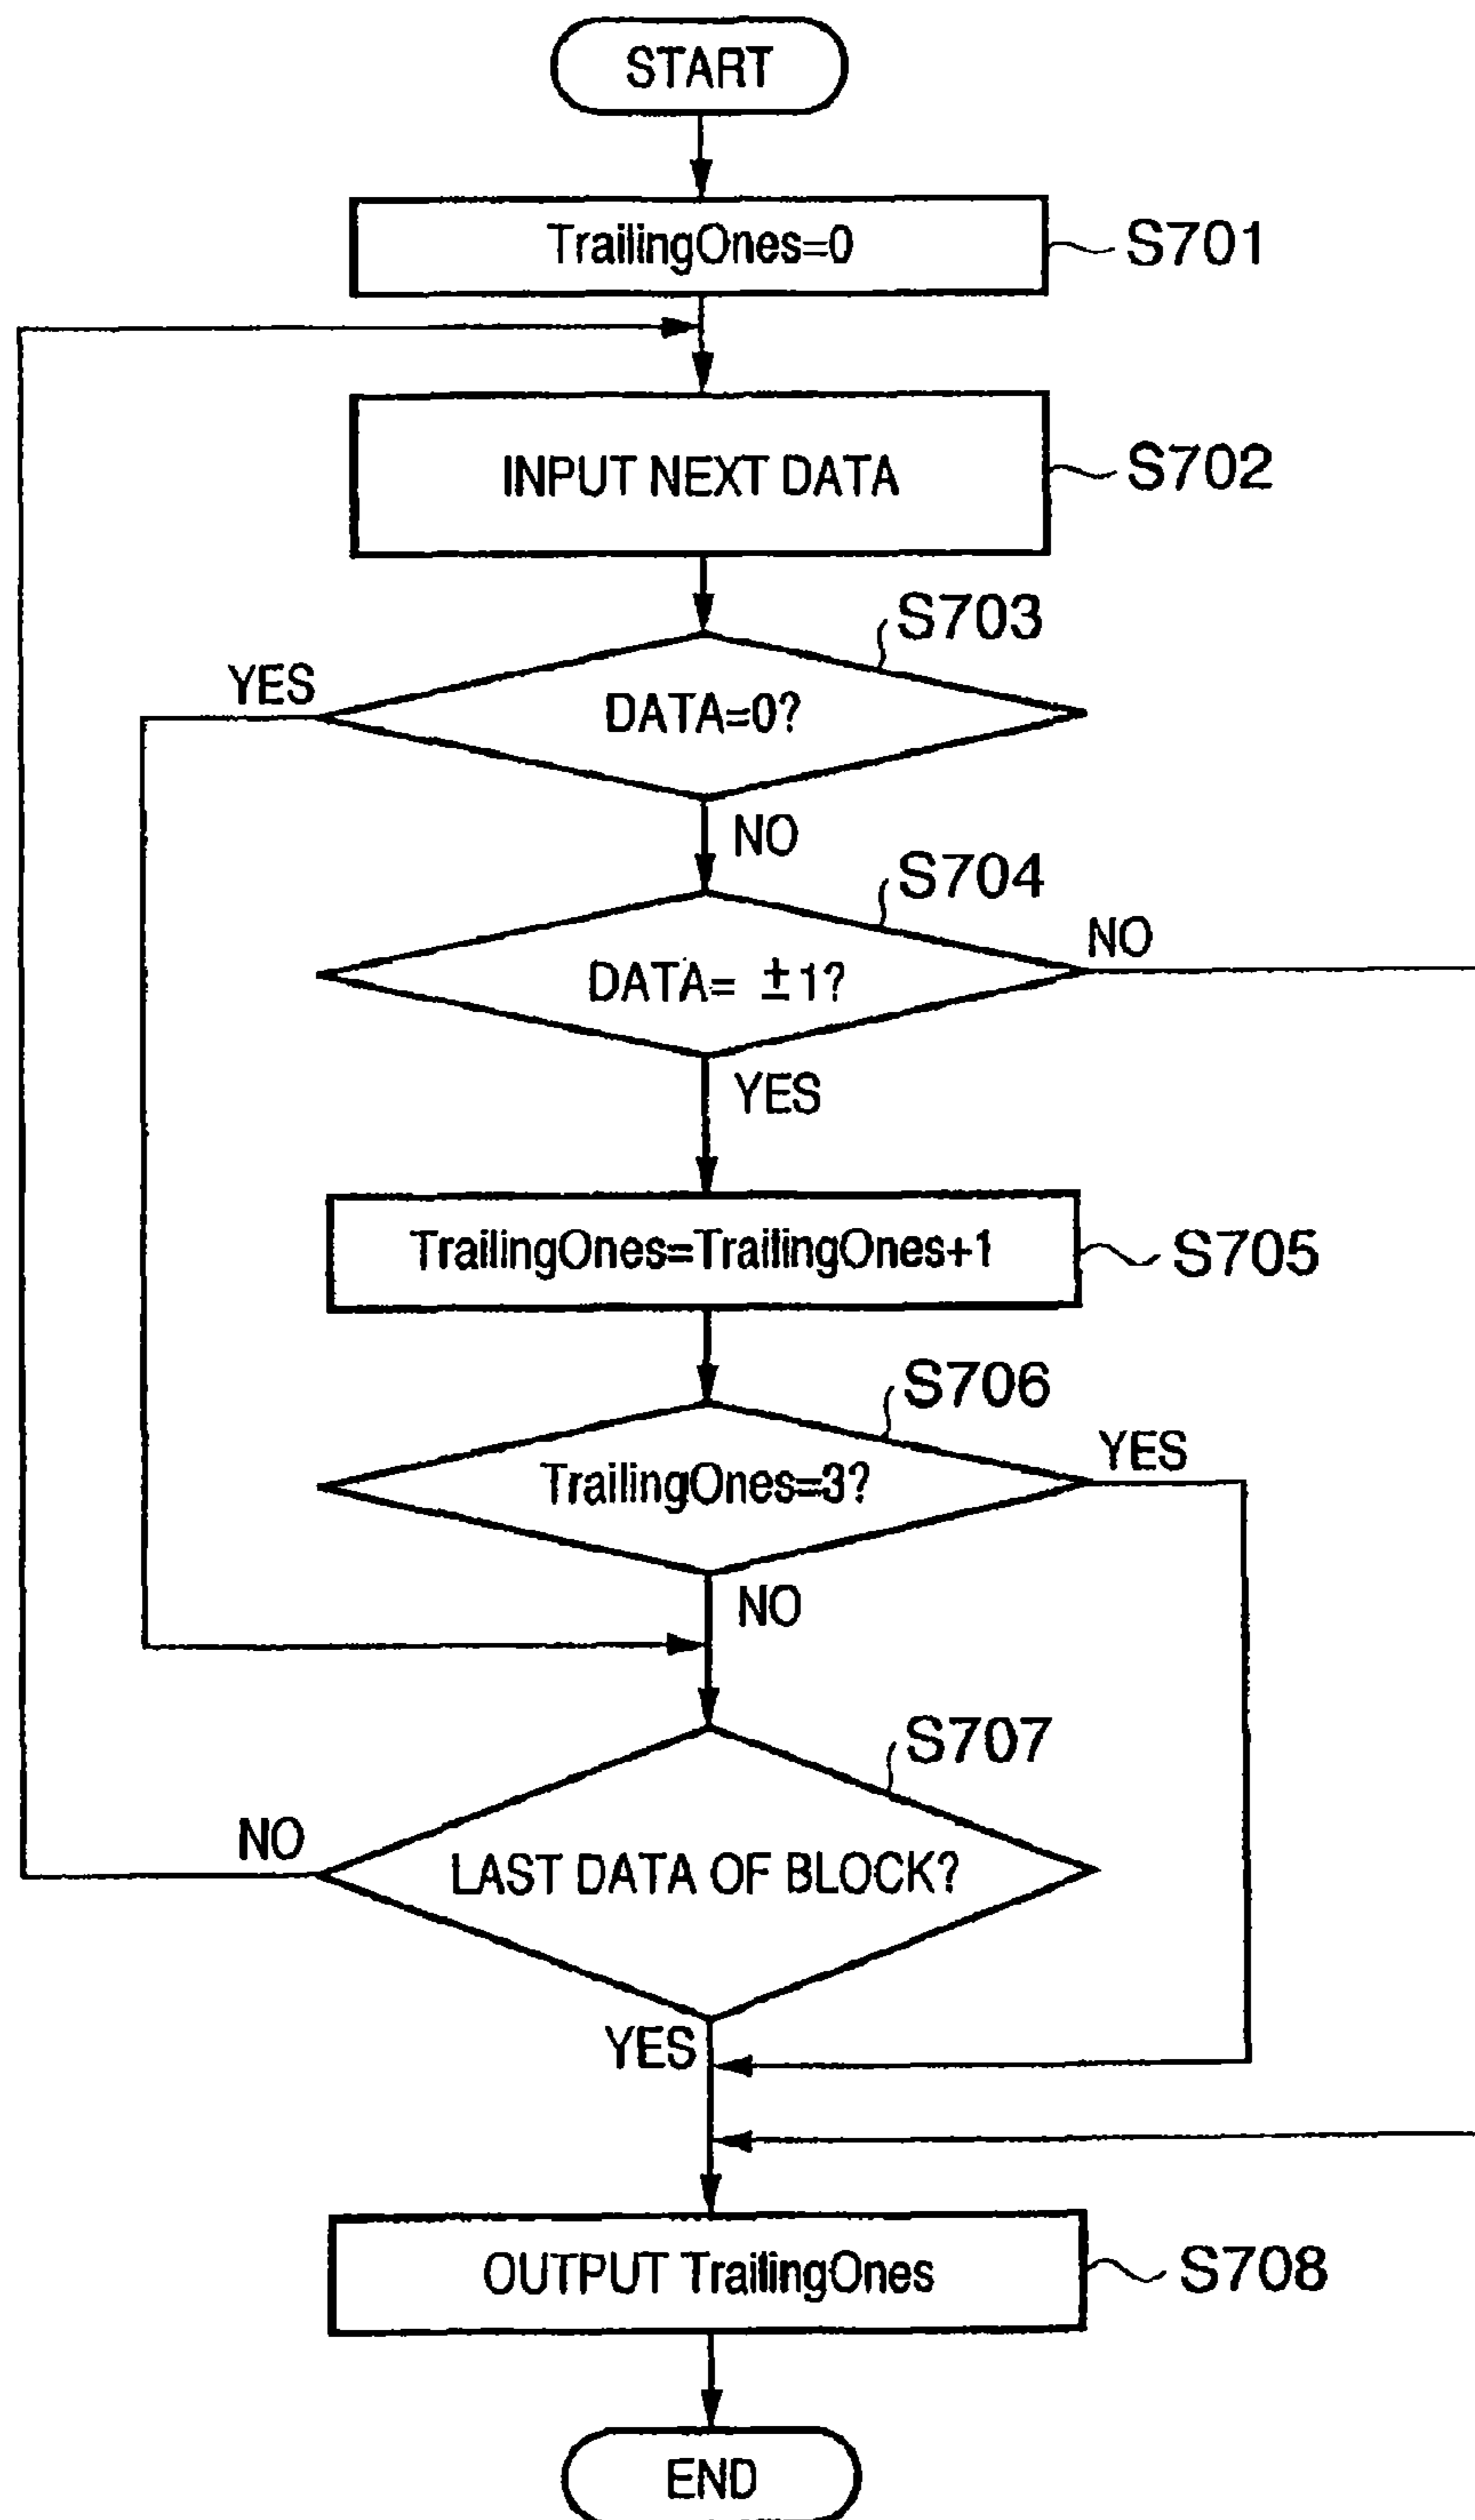 START
TrailingOnes=0
S701
INPUT NEXT DATA
S702
S703
YES
DATA=0?
NO
S704
NO
DATA= ±1?
YES
TrailingOnes=TrailingOnes+1
S705
S706
YES
TrailingOnes=3?
NO
S707
NO
LAST DATA OF BLOCK?
YES
OUTPUT TrailingOnes
S708
END